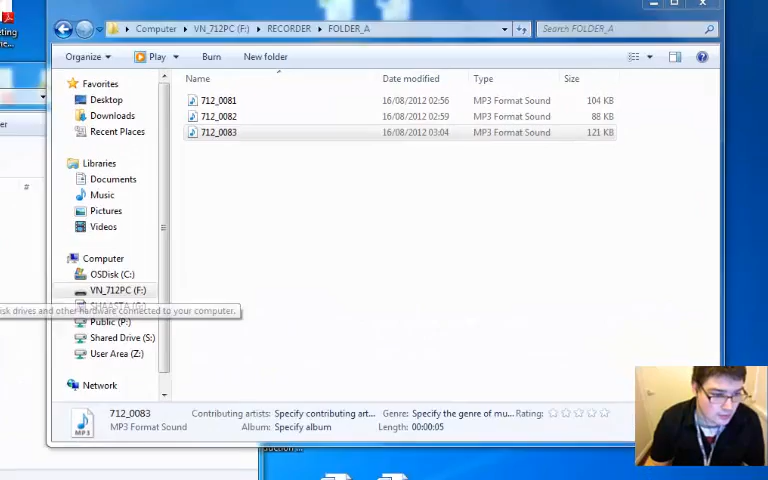 Computer ▸ VN_712PC (F:) ▸ RECORDER ▸ FOLDER_A
Search FOLDER_A
Organize Play Burn New folder
Name Date modified Type Size
Favorites
Desktop
Downloads
Recent Places
Libraries
Documents
Music
Pictures
Videos
Computer
OSDisk (C:)
VN_712PC (F:)
isk drives and other hardware connected to your computer.
Public (P:)
Shared Drive (S:)
User Area (Z:)
Network
712_0081 16/08/2012 02:56 MP3 Format Sound 104 KB
712_0082 16/08/2012 02:59 MP3 Format Sound 88 KB
712_0083 16/08/2012 03:04 MP3 Format Sound 121 KB
712_0083 Contributing artists: Specify contributing art... Genre: Specify the genre of mu... Rating:
MP3 Format Sound Album: Specify album Length: 00:00:05
MP3
eting
ne...
er
#